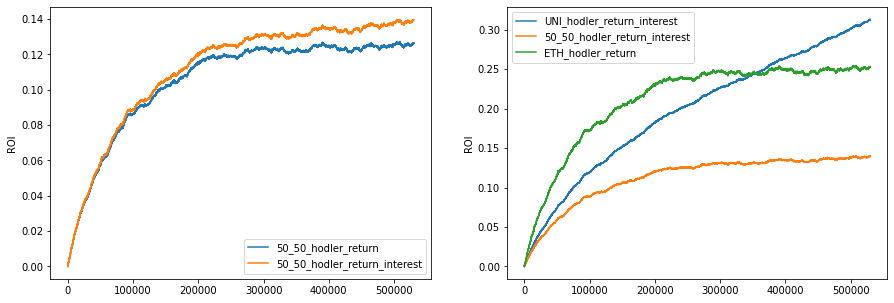 ROI
0.14
0.12
0.10
0.08
0.06
0.04
0.02
0.00
0 100000 200000 300000 400000 500000
50_50_hodler_return
50_50_hodler_return_interest
ROI
0.30
0.25
0.20
0.15
0.10
0.05
0.00
0 100000 200000 300000 400000 500000
UNI_hodler_return_interest
50_50_hodler_return_interest
ETH_hodler_return